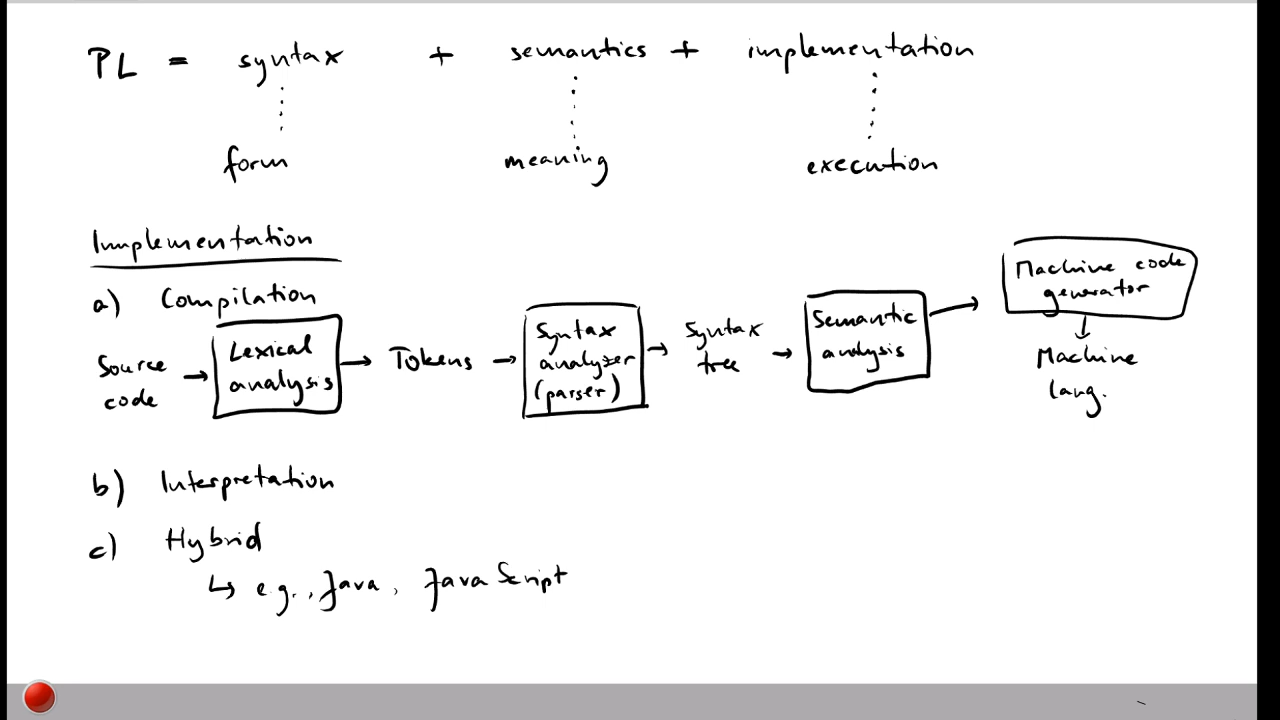 PL = syntax + semantics + implementation
form meaning execution
Implementation
a) Compilation
Source code → Lexical analysis → Tokens → Syntax analyzer (parser) → Syntax tree → Semantic analysis → Machine code generator
↓
Machine lang.
b) Interpretation
c) Hybrid
↳ e.g., Java, JavaScript